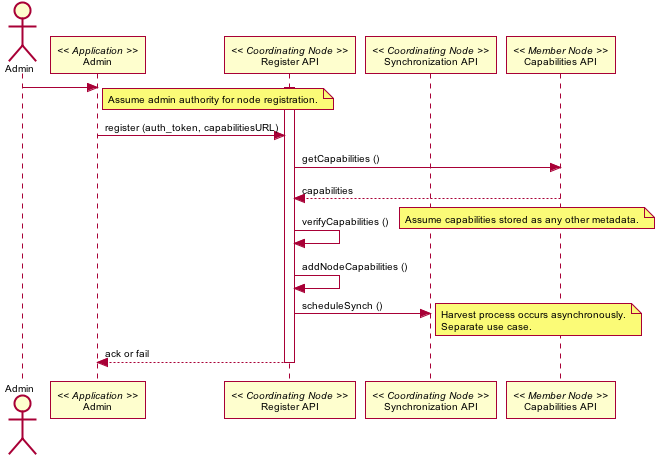 Admin
<< Application >>
Admin
<< Coordinating Node >>
Register API
<< Coordinating Node >>
Synchronization API
<< Member Node >>
Capabilities API
Assume admin authority for node registration.
register (auth_token, capabilitiesURL)
getCapabilities ()
capabilities
Assume capabilities stored as any other metadata.
verifyCapabilities ()
addNodeCapabilities ()
scheduleSynch ()
Harvest process occurs asynchronously.
Separate use case.
ack or fail
Admin
<< Application >>
Admin
<< Coordinating Node >>
Register API
<< Coordinating Node >>
Synchronization API
<< Member Node >>
Capabilities API